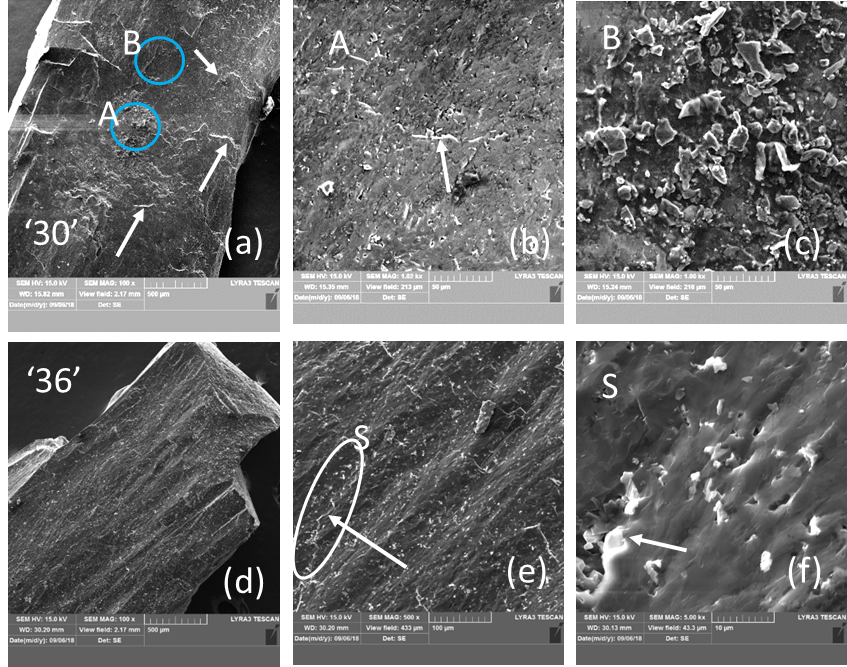 B
A
'30'
(a)
SEM HV: 15.0 kV SEM MAG: 100 x LYRA3 TESCAN
WD: 15.82 mm View field: 2.17 mm 500 µm
Date(m/d/y): 09/06/18 Det: SE
A
(b)
SEM HV: 15.0 kV SEM MAG: 1.02 kx LYRA3 TESCAN
WD: 15.35 mm View field: 213 µm 50 µm
Date(m/d/y): 09/06/18 Det: SE
B
(c)
SEM HV: 15.0 kV SEM MAG: 1.00 kx LYRA3 TESCAN
WD: 15.24 mm View field: 218 µm 50 µm
Date(m/d/y): 09/06/18 Det: SE
'36'
(d)
SEM HV: 15.0 kV SEM MAG: 100 x LYRA3 TESCAN
WD: 30.20 mm View field: 2.17 mm 500 µm
Date(m/d/y): 09/06/18 Det: SE
S
(e)
SEM HV: 15.0 kV SEM MAG: 500 x LYRA3 TESCAN
WD: 30.20 mm View field: 433 µm 100 µm
Date(m/d/y): 09/06/18 Det: SE
S
(f)
SEM HV: 15.0 kV SEM MAG: 5.00 kx LYRA3 TESCAN
WD: 30.13 mm View field: 43.3 µm 10 µm
Date(m/d/y): 09/06/18 Det: SE